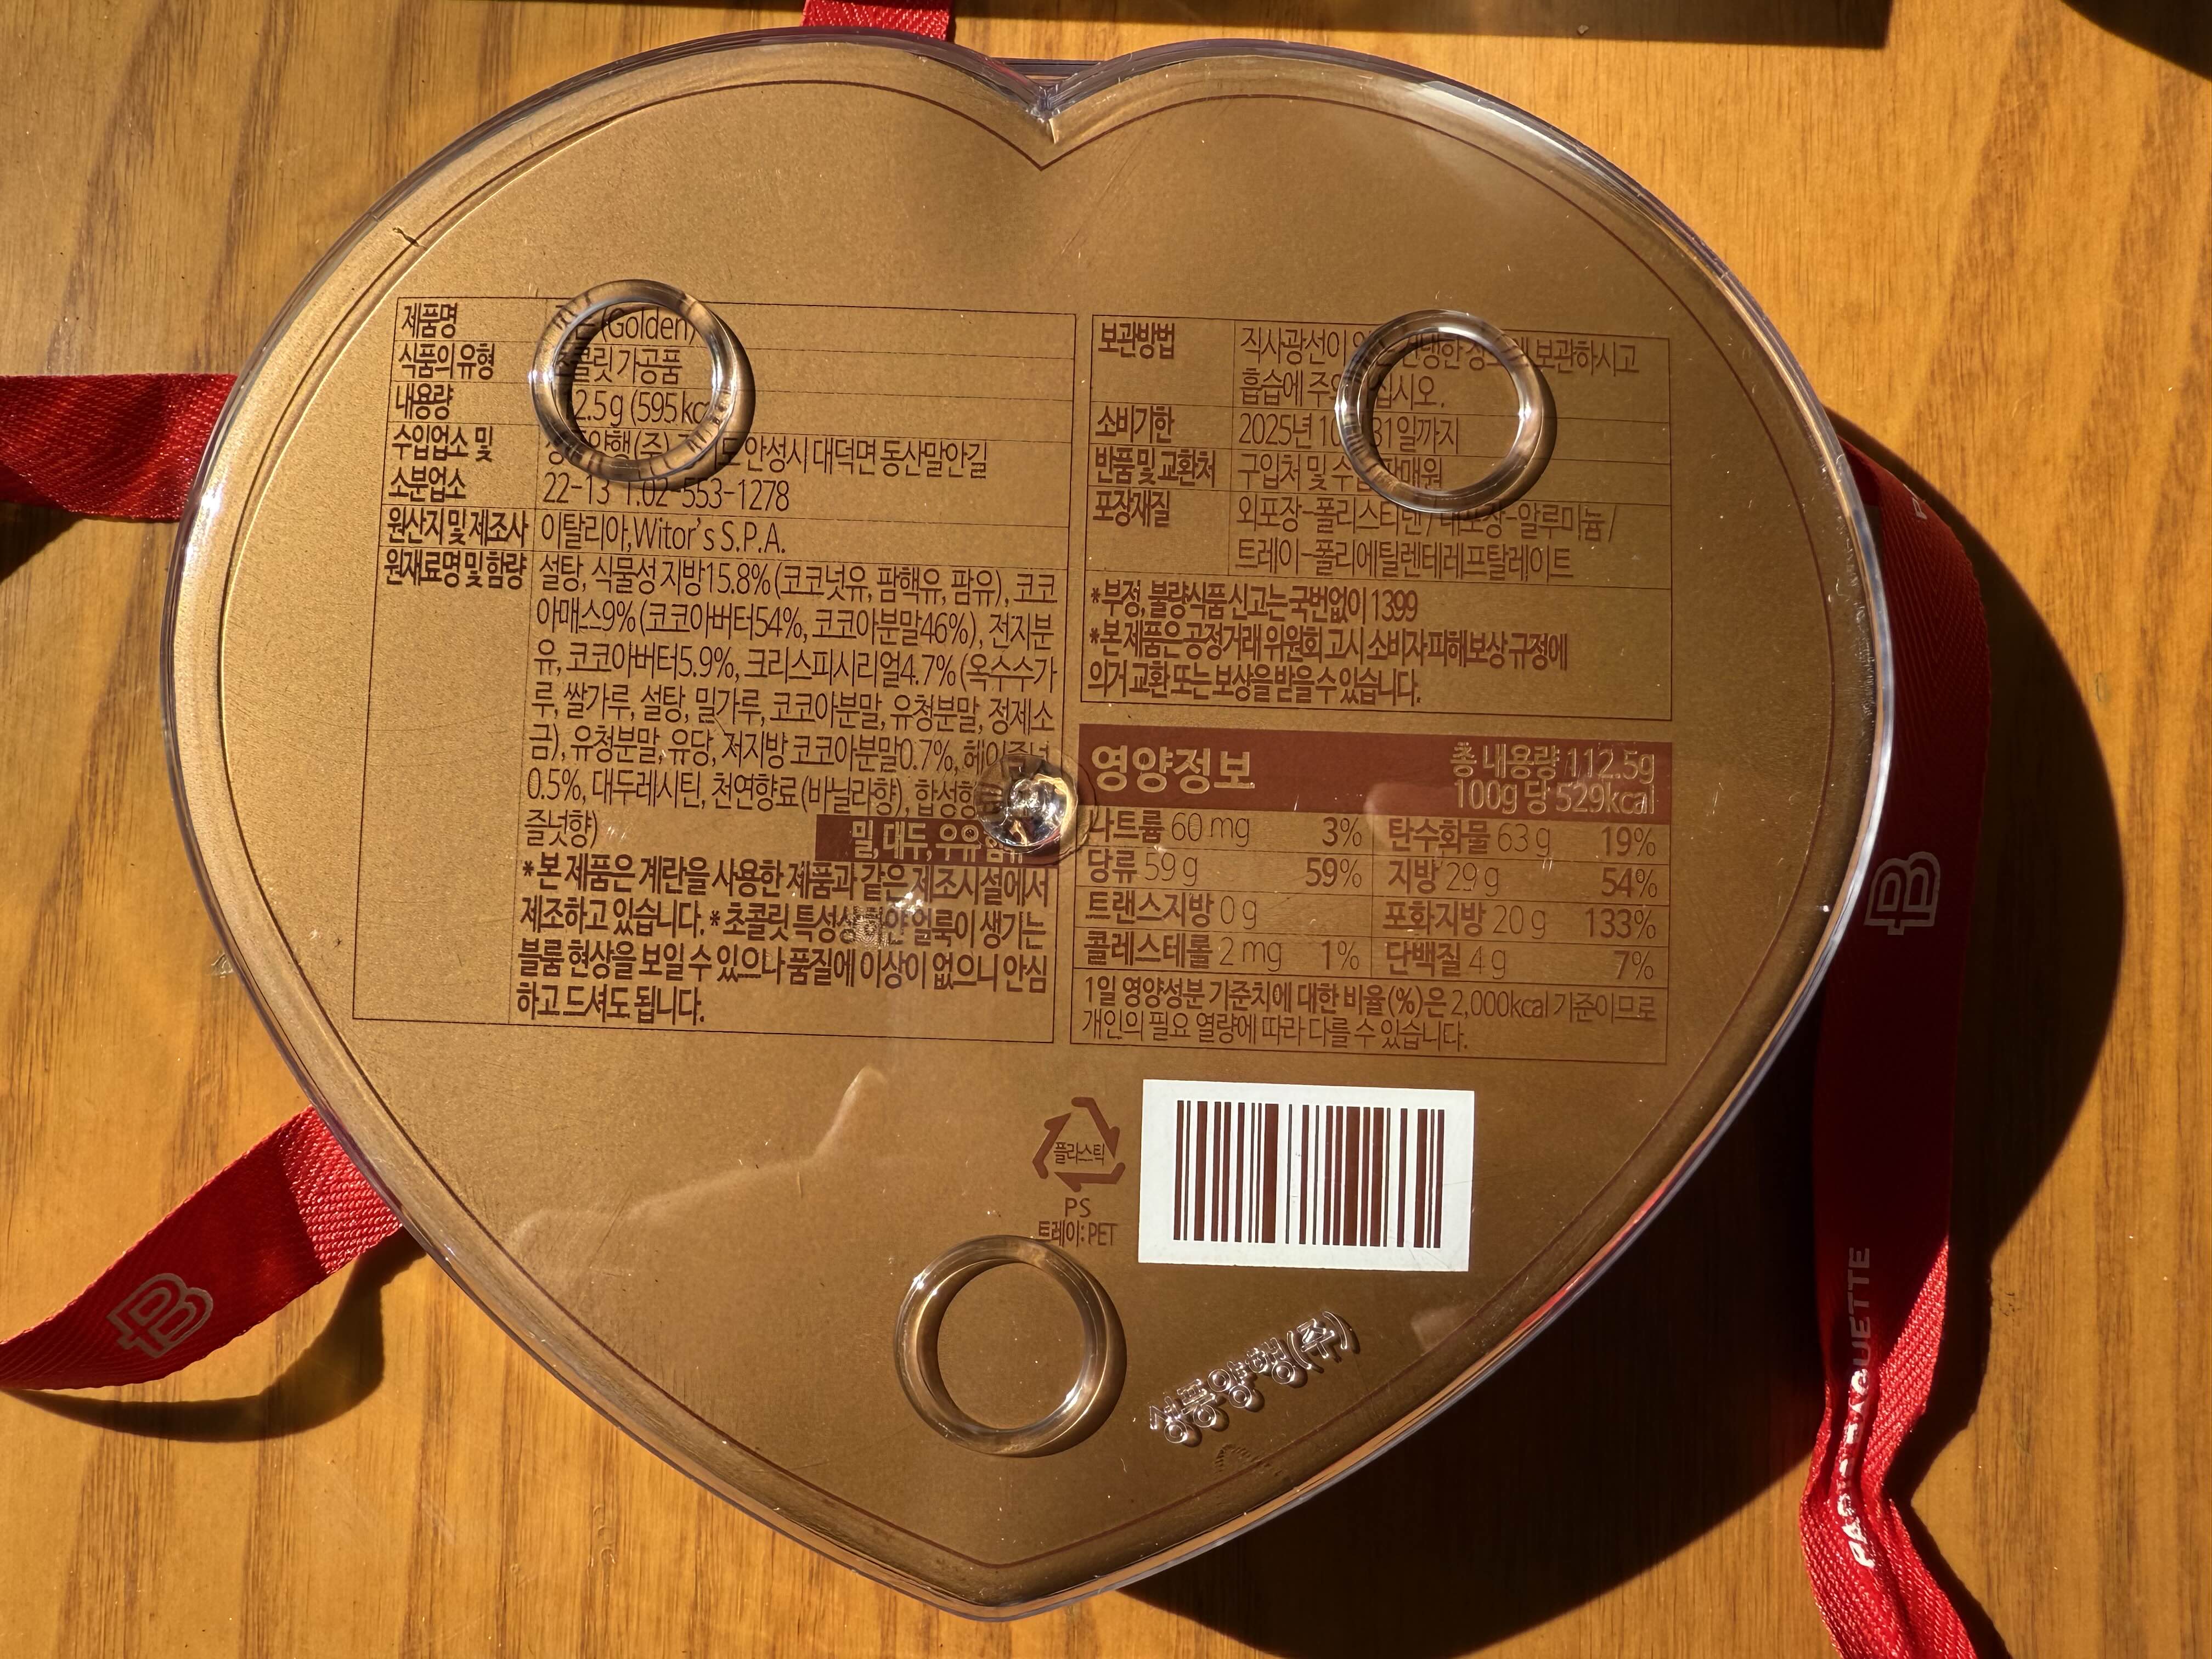 제품명
(Golden)
식품의 유형
가공품
내용량
(595
수입업소 및
소분업소
안성시 대덕면 동산말안길
22-13 T.02-553-1278
원산지 및 제조사
이탈리아, Witor's S.P.A.
원재료명 및 함량
설탕, 식물성 지방15.8% (코코넛유, 팜핵유, 팜유), 코코
아매스9% (코코아버터54%, 코코아분말46%), 전지분
유, 코코아버터5.9%, 크리스피시리얼4.7% (옥수수가
루, 쌀가루, 설탕, 밀가루, 코코아분말, 유청분말, 정제소
금), 유청분말, 유당, 저지방 코코아분말0.7%,
0.5%, 대두레시틴, 천연향료(바닐라향),
즐넛향)
밀, 대두, 우유
*본 제품은 계란을 사용한 제품과 같은 제조시설에서
제조하고 있습니다. *초콜릿 특성상 하얀 얼룩이 생기는
블룸 현상을 보일 수 있으나 품질에 이상이 없으니 안심
하고 드셔도 됩니다.
보관방법
직사광선이 보관하시고
흡습에
소비기한
2025년 31일까지
반품 및 교환처
구입처 및
포장재질
외포장-폴리스티렌 / 내포장-알루미늄 /
트레이-폴리에틸렌테레프탈레이트
*부정, 불량식품 신고는 국번없이 1399
*본 제품은 공정거래 위원회 고시 소비자 피해보상 규정에
의거 교환 또는 보상을 받을 수 있습니다.
영양정보
총 내용량 112.5g
100g 당 529kcal
나트륨 60 mg 3% 탄수화물 63 g 19%
당류 59 g 59% 지방 29 g 54%
트랜스지방 0 g 포화지방 20 g 133%
콜레스테롤 2 mg 1% 단백질 4 g 7%
1일 영양성분 기준치에 대한 비율(%)은 2,000kcal 기준이므로
개인의 필요 열량에 따라 다를 수 있습니다.
플라스틱
PS
트레이: PET
성풍양행(주)